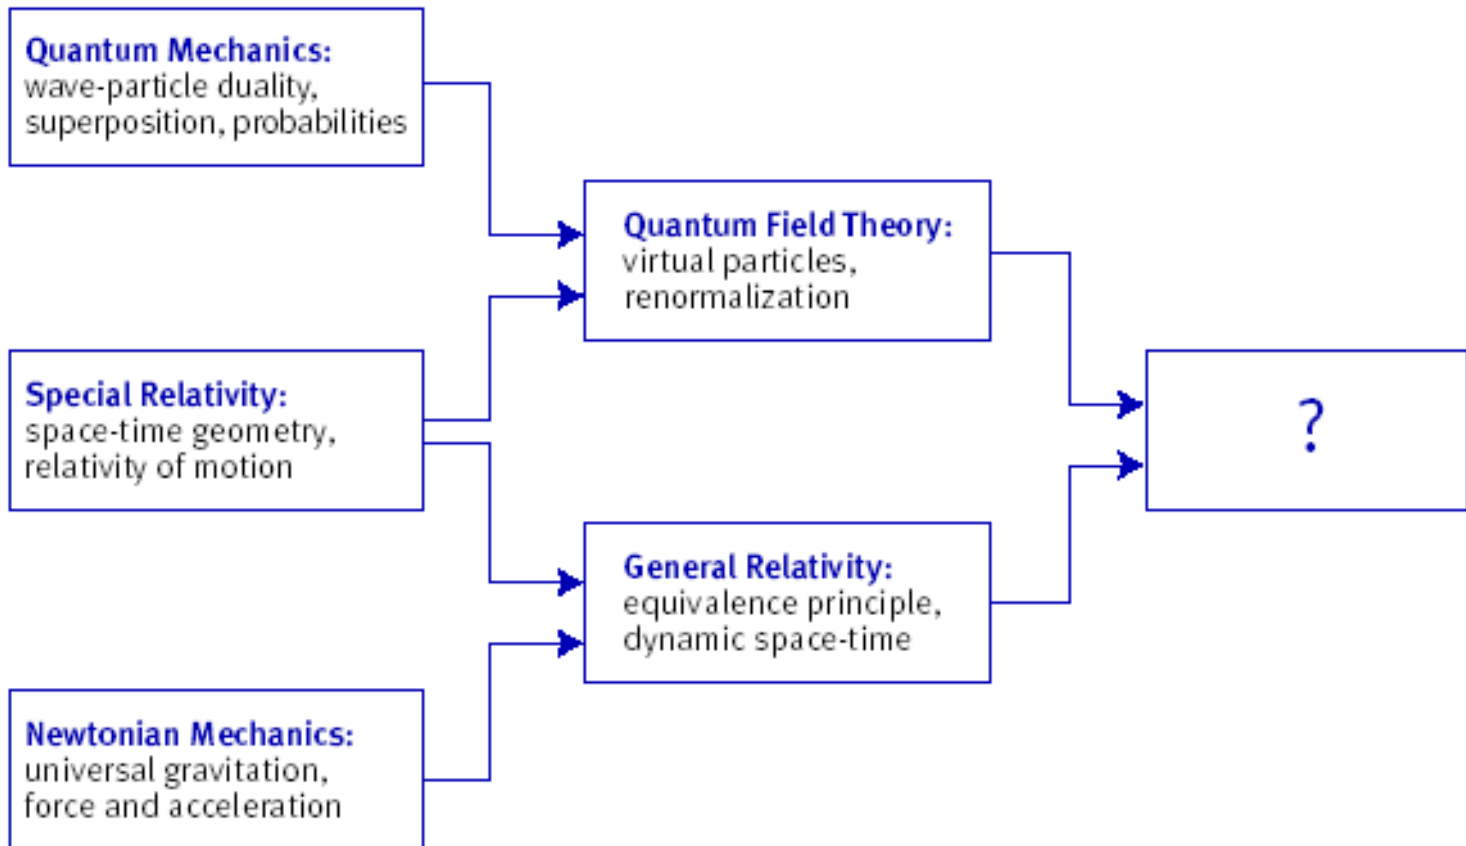 Quantum Mechanics:
wave-particle duality,
superposition, probabilities
Quantum Field Theory:
virtual particles,
renormalization
Special Relativity:
space-time geometry,
relativity of motion
?
General Relativity:
equivalence principle,
dynamic space-time
Newtonian Mechanics:
universal gravitation,
force and acceleration